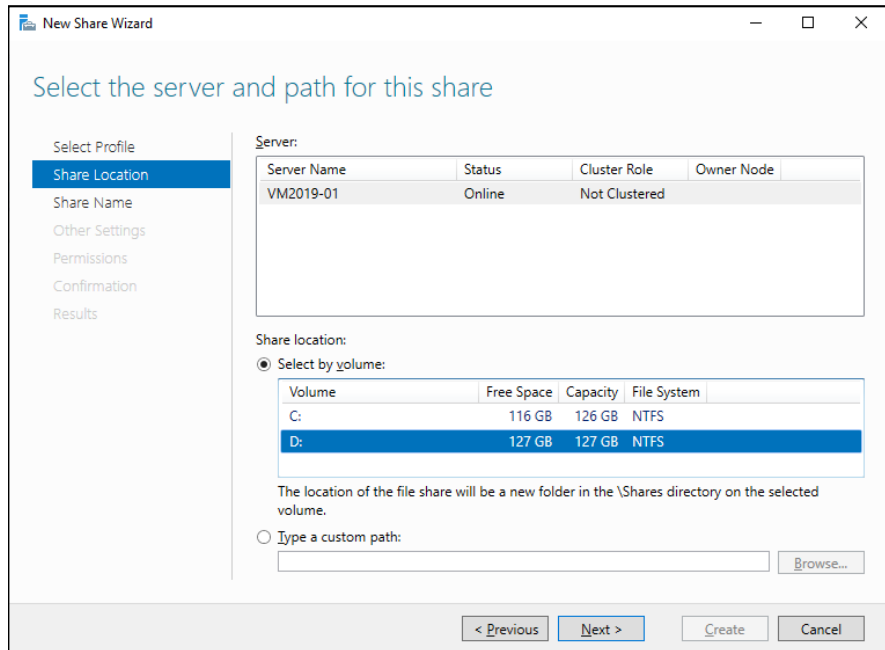 New Share Wizard
Select the server and path for this share
Select Profile
Share Location
Share Name
Other Settings
Permissions
Confirmation
Results
Server:
Server Name Status Cluster Role Owner Node
VM2019-01 Online Not Clustered
Share location:
Select by volume:
Volume Free Space Capacity File System
C: 116 GB 126 GB NTFS
D: 127 GB 127 GB NTFS
The location of the file share will be a new folder in the \Shares directory on the selected
volume.
Type a custom path:
Browse...
< Previous Next > Create Cancel